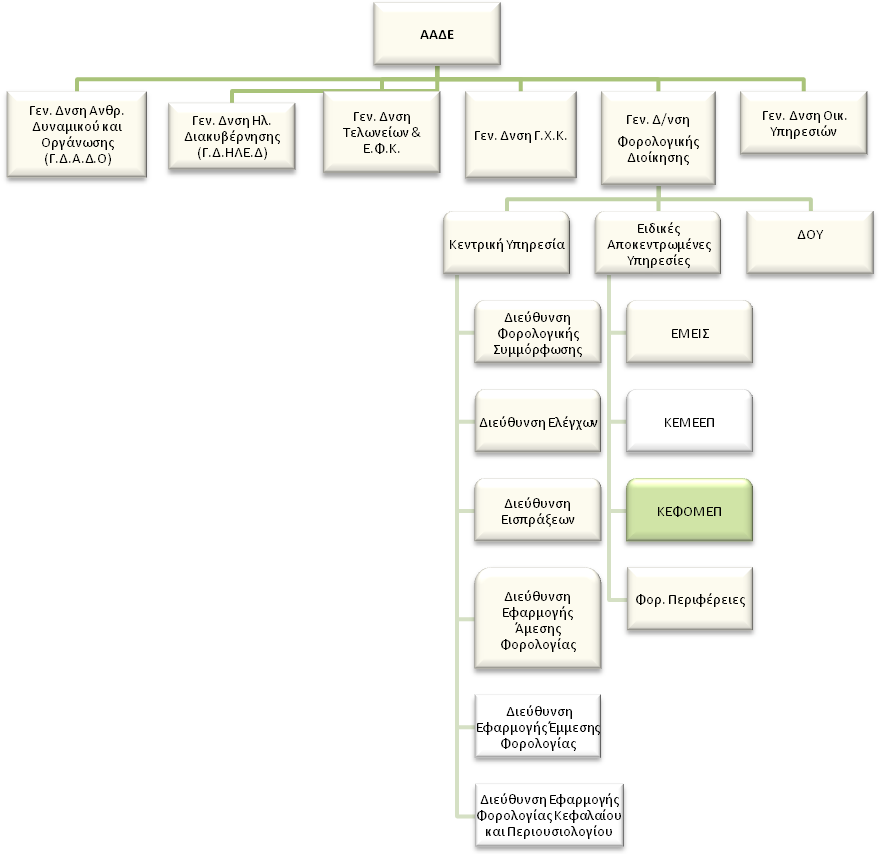 ΑΑΔΕ
Γεν. Δνση Ανθρ.
Δυναμικού και
Οργάνωσης
(Γ.Δ.Α.Δ.Ο)
Γεν. Δνση Ηλ.
Διακυβέρνησης
(Γ.Δ.ΗΛΕ.Δ)
Γεν. Δνση
Τελωνείων &
Ε.Φ.Κ.
Γεν. Δνση Γ.Χ.Κ.
Γεν. Δ/νση
Φορολογικής
Διοίκησης
Γεν. Δνση Οικ.
Υπηρεσιών
Κεντρική Υπηρεσία
Ειδικές
Αποκεντρωμένες
Υπηρεσίες
ΔΟΥ
Διεύθυνση
Φορολογικής
Συμμόρφωσης
Διεύθυνση Ελέγχων
Διεύθυνση
Εισπράξεων
Διεύθυνση
Εφαρμογής
Άμεσης
Φορολογίας
Διεύθυνση
Εφαρμογής Έμμεσης
Φορολογίας
Διεύθυνση Εφαρμογής
Φορολογίας Κεφαλαίου
και Περιουσιολογίου
ΕΜΕΙΣ
ΚΕΜΕΕΠ
ΚΕΦΟΜΕΠ
Φορ. Περιφέρειες